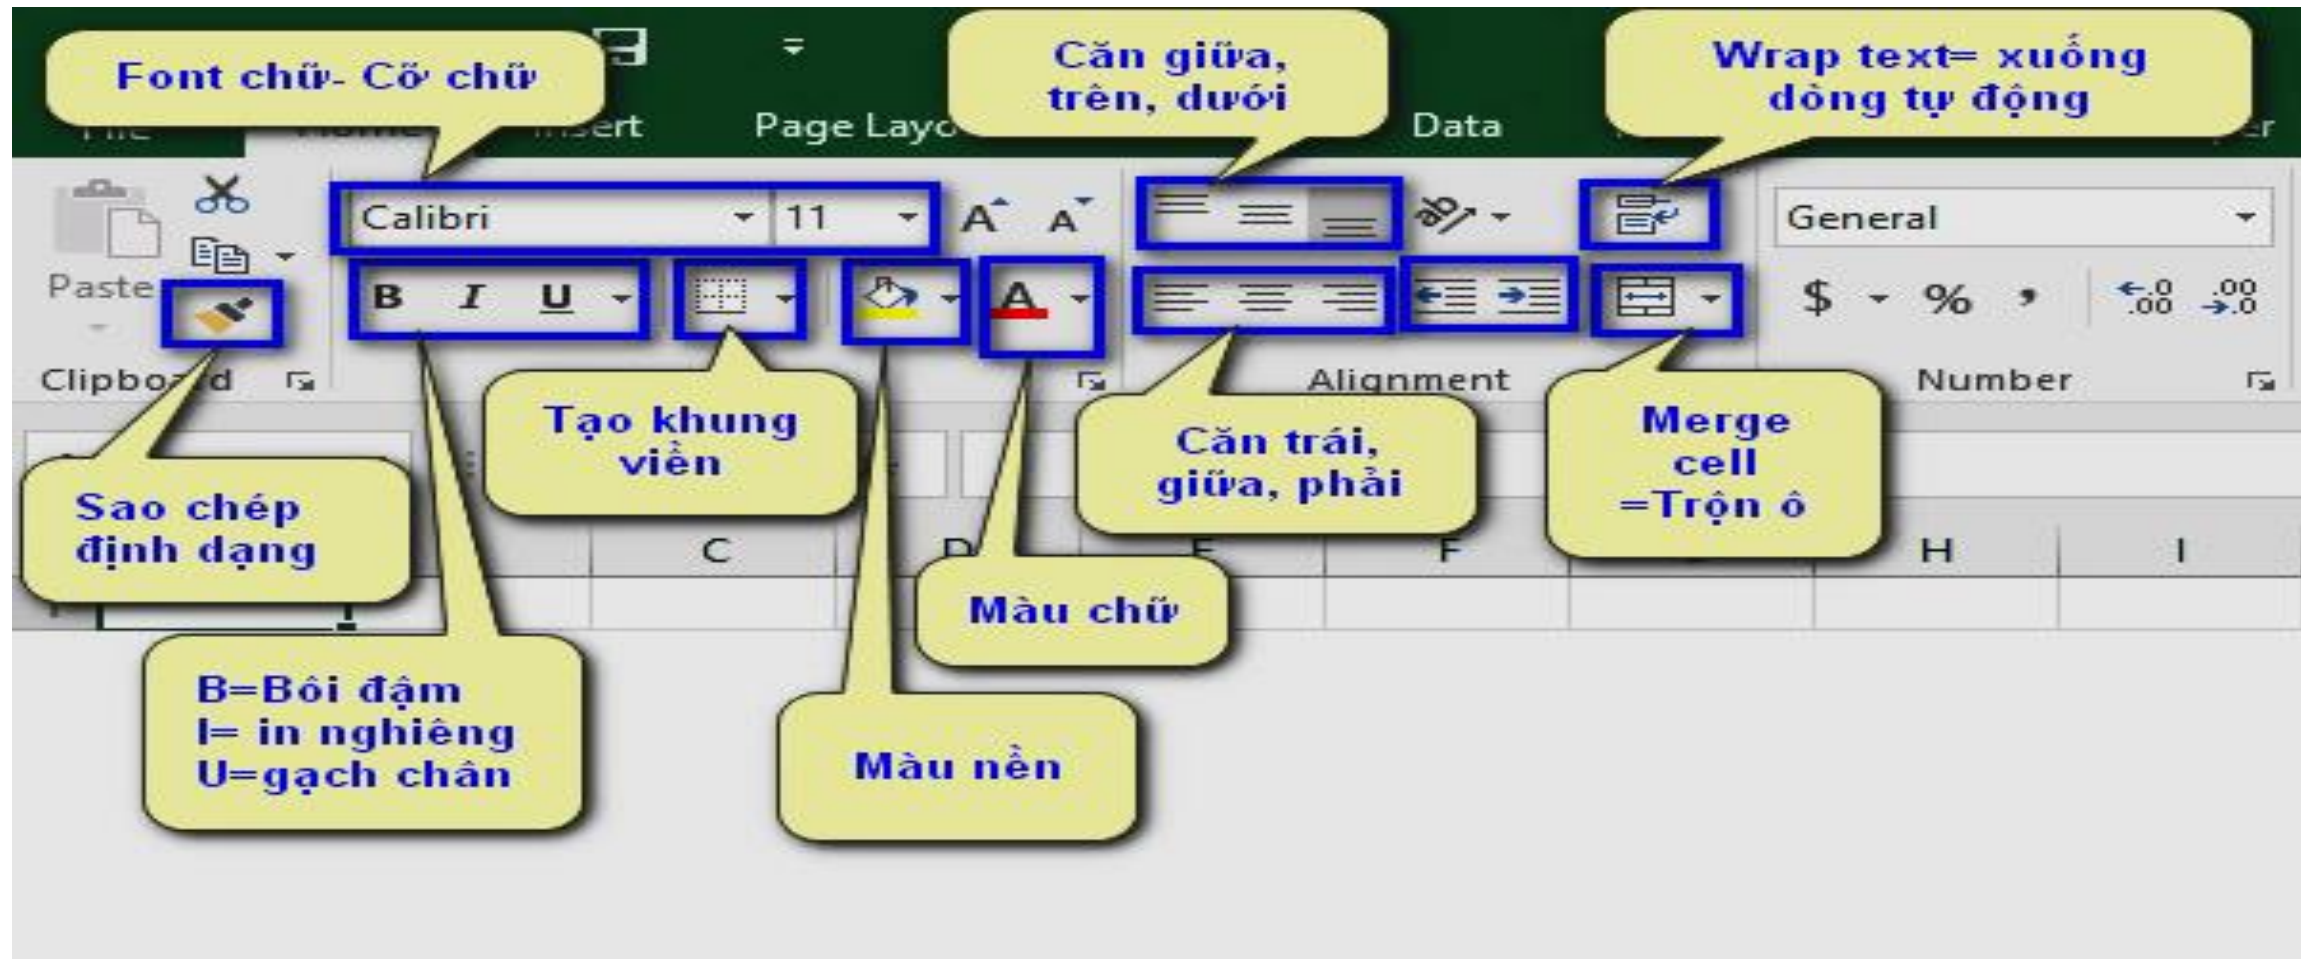 Font chữ- Cỡ chữ
Căn giữa,
trên, dưới
Wrap text= xuống
dòng tự động
Page Layo
Data
Calibri
11
General
B I U
$ % ,
Paste
Clipboard
Alignment
Number
Tạo khung
viền
Căn trái,
giữa, phải
Merge
cell
=Trộn ô
Sao chép
định dạng
C
D
E
F
H
I
Màu chữ
B=Bôi đậm
I= in nghiêng
U=gạch chân
Màu nền